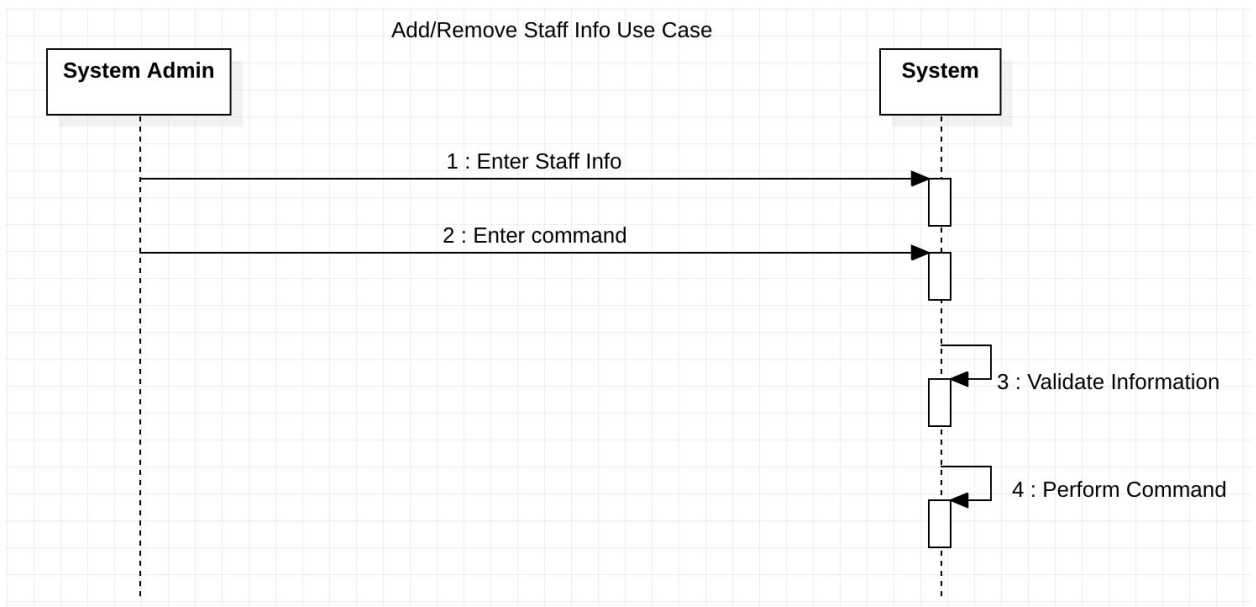 Add/Remove Staff Info Use Case
System Admin
System
1 : Enter Staff Info
2 : Enter command
3 : Validate Information
4 : Perform Command